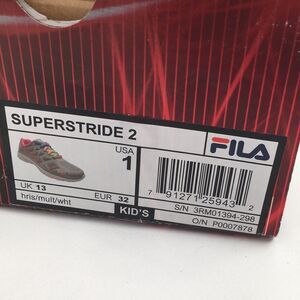 SUPERSTRIDE 2
FILA
USA
1
UK 13
EUR 32
hris/mult/wht
KID'S
7 91271 25943 2
S/N 3RM01394-298
O/N P0007878